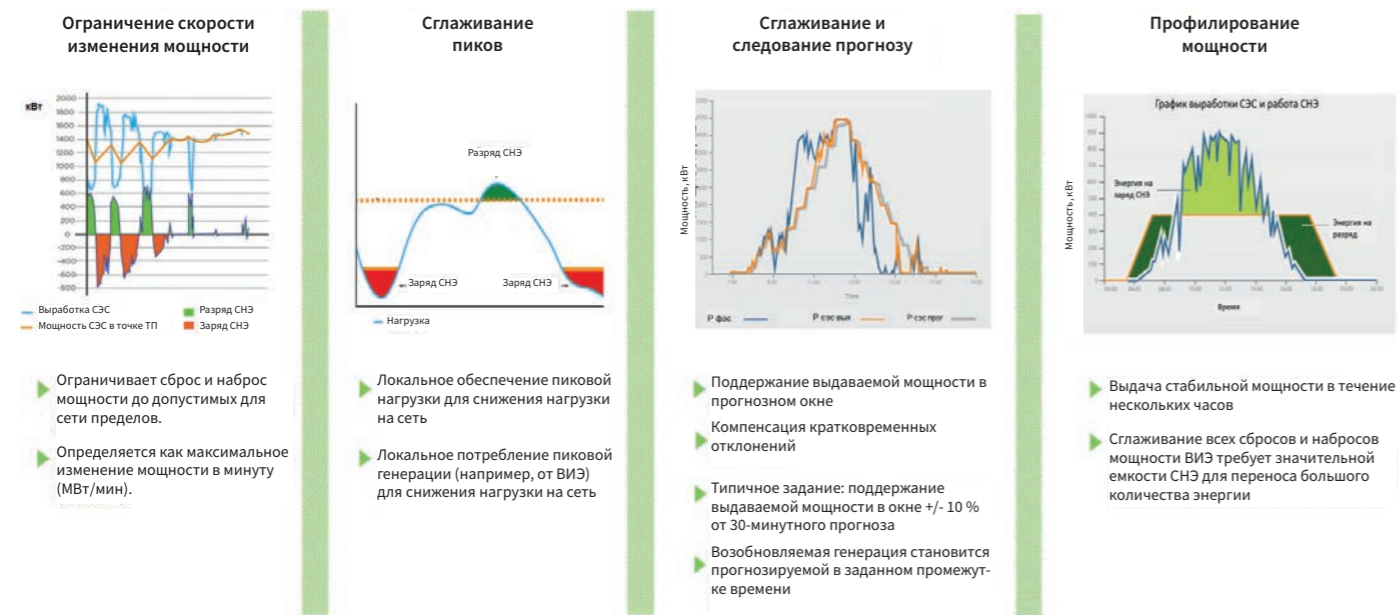 Ограничение скорости
изменения мощности
кВт
2000
1800
1600
1400
1200
1000
800
600
400
200
0
-200
-400
-600
-800
Выработка СЭС
Мощность СЭС в точке ТП
Разряд СНЭ
Заряд СНЭ
Ограничивает сброс и наброс
мощности до допустимых для
сети пределов.
Определяется как максимальное
изменение мощности в минуту
(МВт/мин).
Сглаживание
пиков
Разряд СНЭ
Заряд СНЭ
Заряд СНЭ
Нагрузка
Локальное обеспечение пиковой
нагрузки для снижения нагрузки
на сеть
Локальное потребление пиковой
генерации (например, от ВИЭ)
для снижения нагрузки на сеть
Сглаживание и
следование прогнозу
Мощность, кВт
Time
Р фас
Р сэс вых
Р сэс прог
Поддержание выдаваемой мощности в
прогнозном окне
Компенсация кратковременных
отклонений
Типичное задание: поддержание
выдаваемой мощности в окне +/- 10 %
от 30-минутного прогноза
Возобновляемая генерация становится
прогнозируемой в заданном промежут-
ке времени
Профилирование
мощности
График выработки СЭС и работа СНЭ
Мощность, кВт
Энергия на
заряд СНЭ
Энергия на
разряд
Время
Выдача стабильной мощности в течение
нескольких часов
Сглаживание всех сбросов и набросов
мощности ВИЭ требует значительной
емкости СНЭ для переноса большого
количества энергии